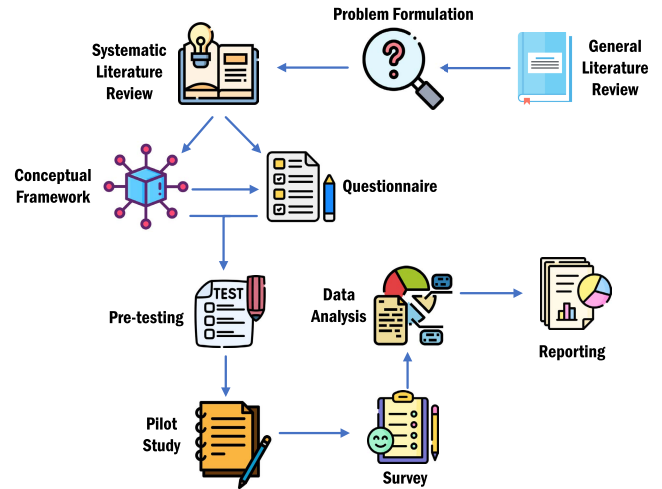 Problem Formulation
Systematic
Literature
Review
?
General
Literature
Review
Conceptual
Framework
Questionnaire
TEST
Pre-testing
Data
Analysis
Reporting
Pilot
Study
Survey